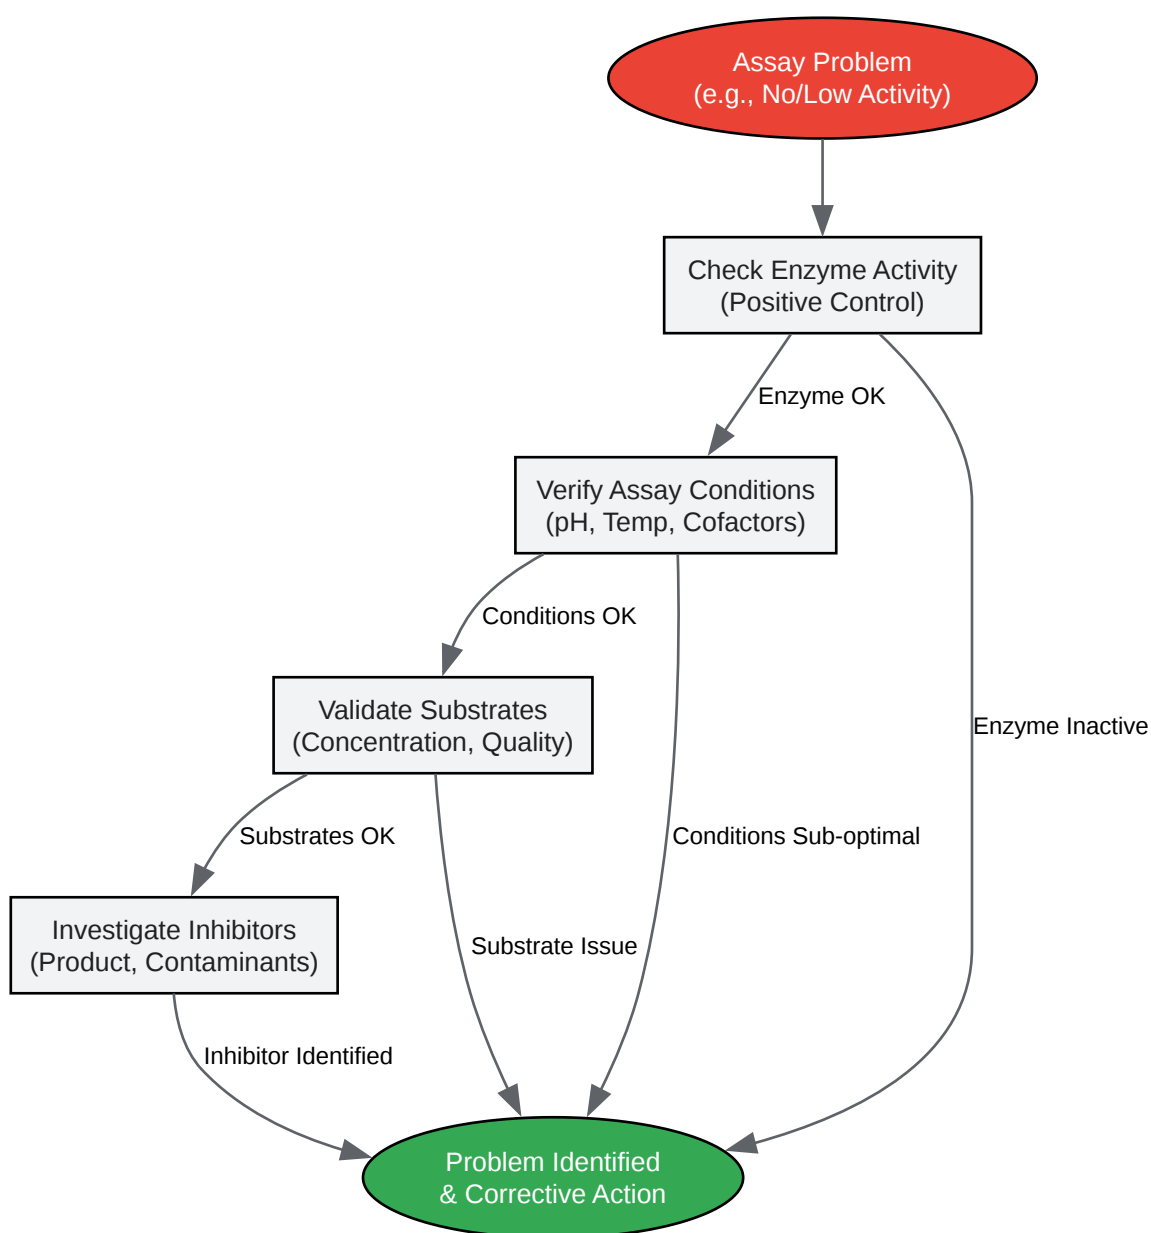 Assay Problem
(e.g., No/Low Activity)
Check Enzyme Activity
(Positive Control)
Enzyme OK
Verify Assay Conditions
(pH, Temp, Cofactors)
Conditions OK
Validate Substrates
(Concentration, Quality)
Enzyme Inactive
Substrates OK
Conditions Sub-optimal
Investigate Inhibitors
(Product, Contaminants)
Substrate Issue
Inhibitor Identified
Problem Identified
& Corrective Action